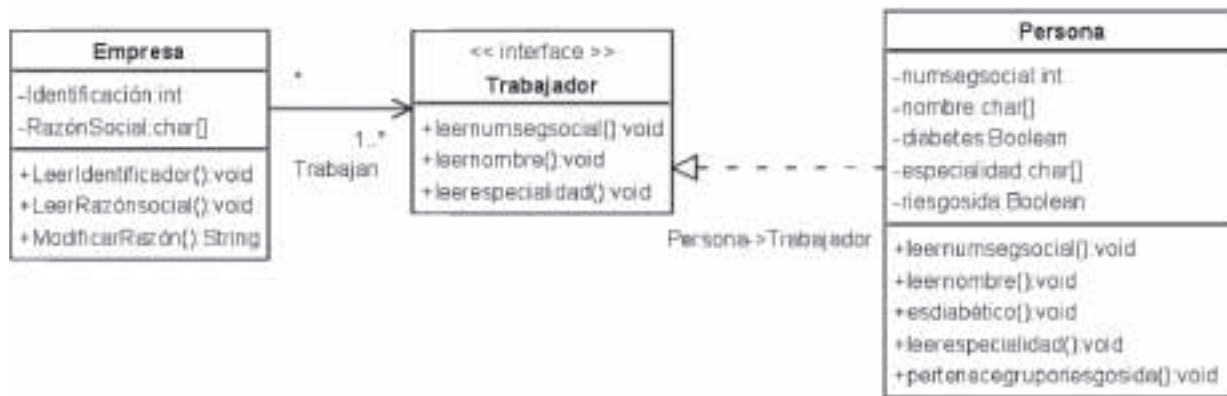 Empresa
-Identificación:int
-RazónSocial:char[]
+LeerIdentificador():void
+LeerRazónsocial():void
+ModificarRazón():String
*
1..*
Trabajan
<< interface >>
Trabajador
+leernumsegsocial():void
+leernombre():void
+leerespecialidad():void
Persona->Trabajador
Persona
-numsegsocial:int
-nombre:char[]
-diabetes:Boolean
-especialidad:char[]
-riesgosida:Boolean
+leernumsegsocial():void
+leernombre():void
+esdiabético():void
+leerespecialidad():void
+pertenecegruporiesgosida():void